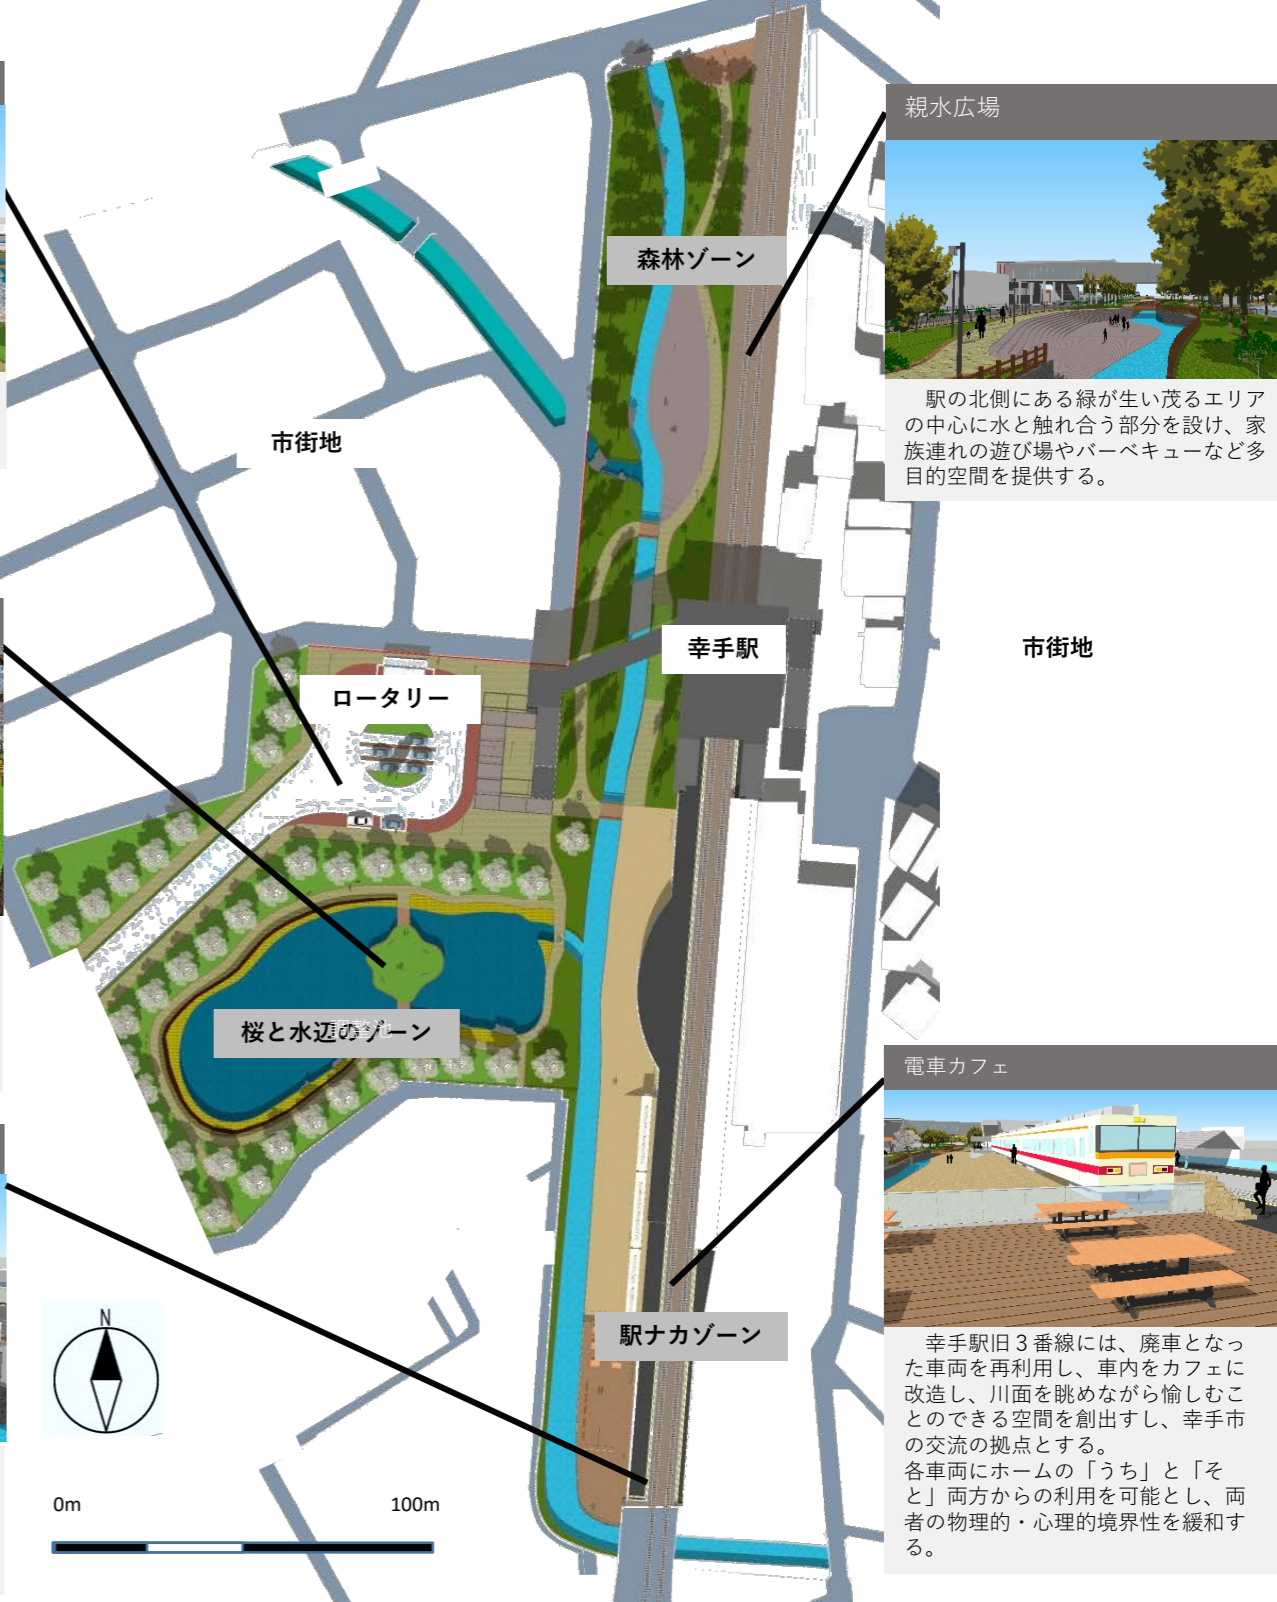 親水広場
駅の北側にある緑が生い茂るエリア
の中心に水と触れ合う部分を設け、家
族連れの遊び場やバーベキューなど多
目的空間を提供する。
森林ゾーン
市街地
幸手駅
市街地
ロータリー
桜と水辺のゾーン
調整池
電車カフェ
幸手駅旧３番線には、廃車となっ
た車両を再利用し、車内をカフェに
改造し、川面を眺めながら愉しむこ
とのできる空間を創出すし、幸手市
の交流の拠点とする。
各車両にホームの「うち」と「そ
と」両方からの利用を可能とし、両
者の物理的・心理的境界性を緩和す
る。
駅ナカゾーン
N
0m 100m